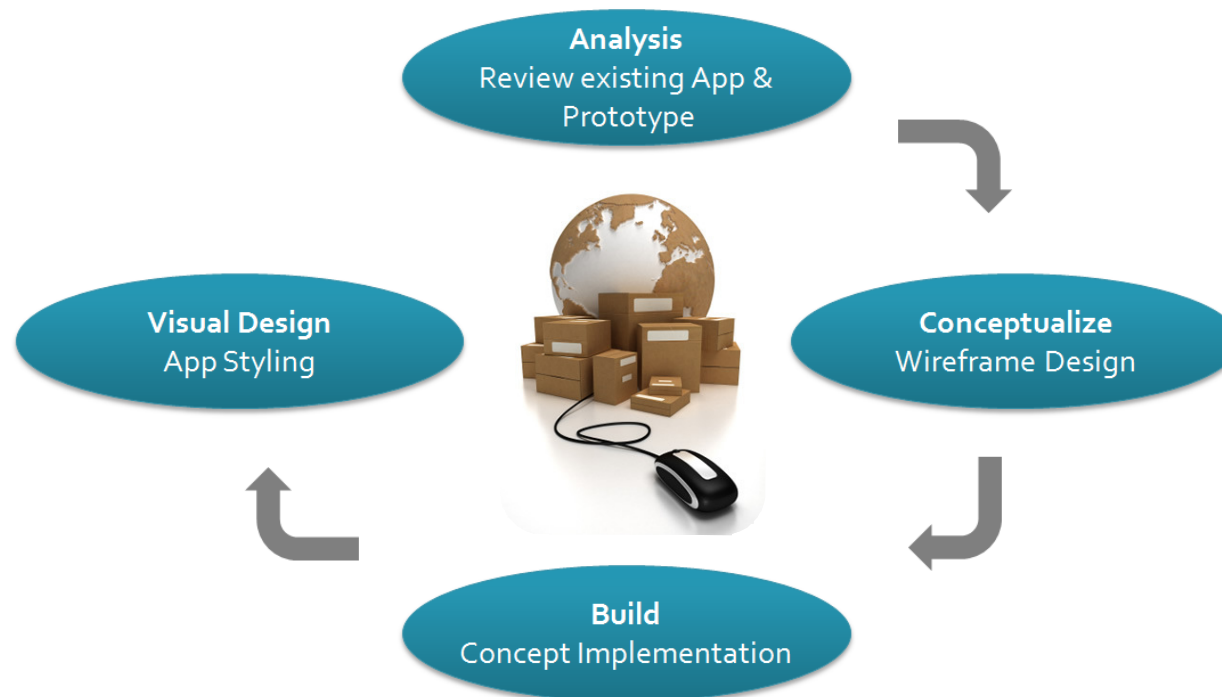 Analysis
Review existing App &
Prototype
Conceptualize
Wireframe Design
Build
Concept Implementation
Visual Design
App Styling